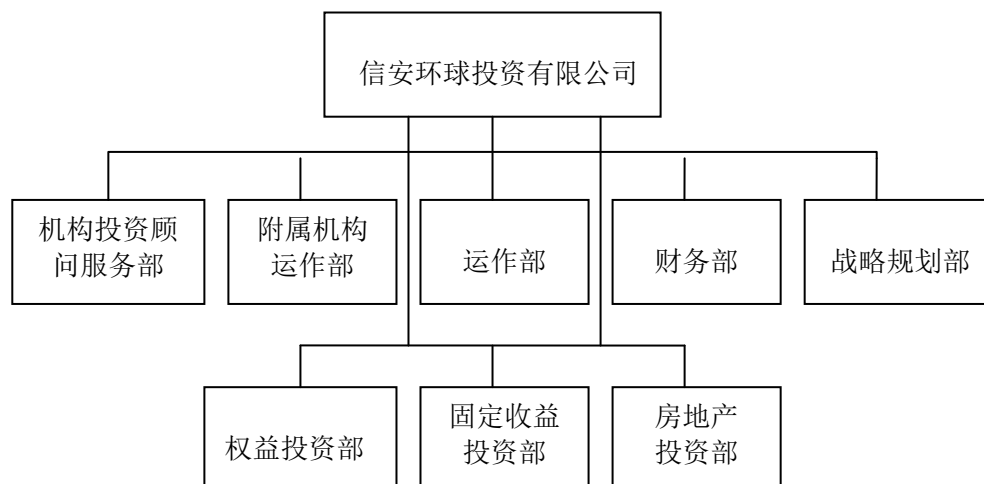 信安环球投资有限公司
机构投资顾
问服务部
附属机构
运作部
运作部
财务部
战略规划部
权益投资部
固定收益
投资部
房地产
投资部